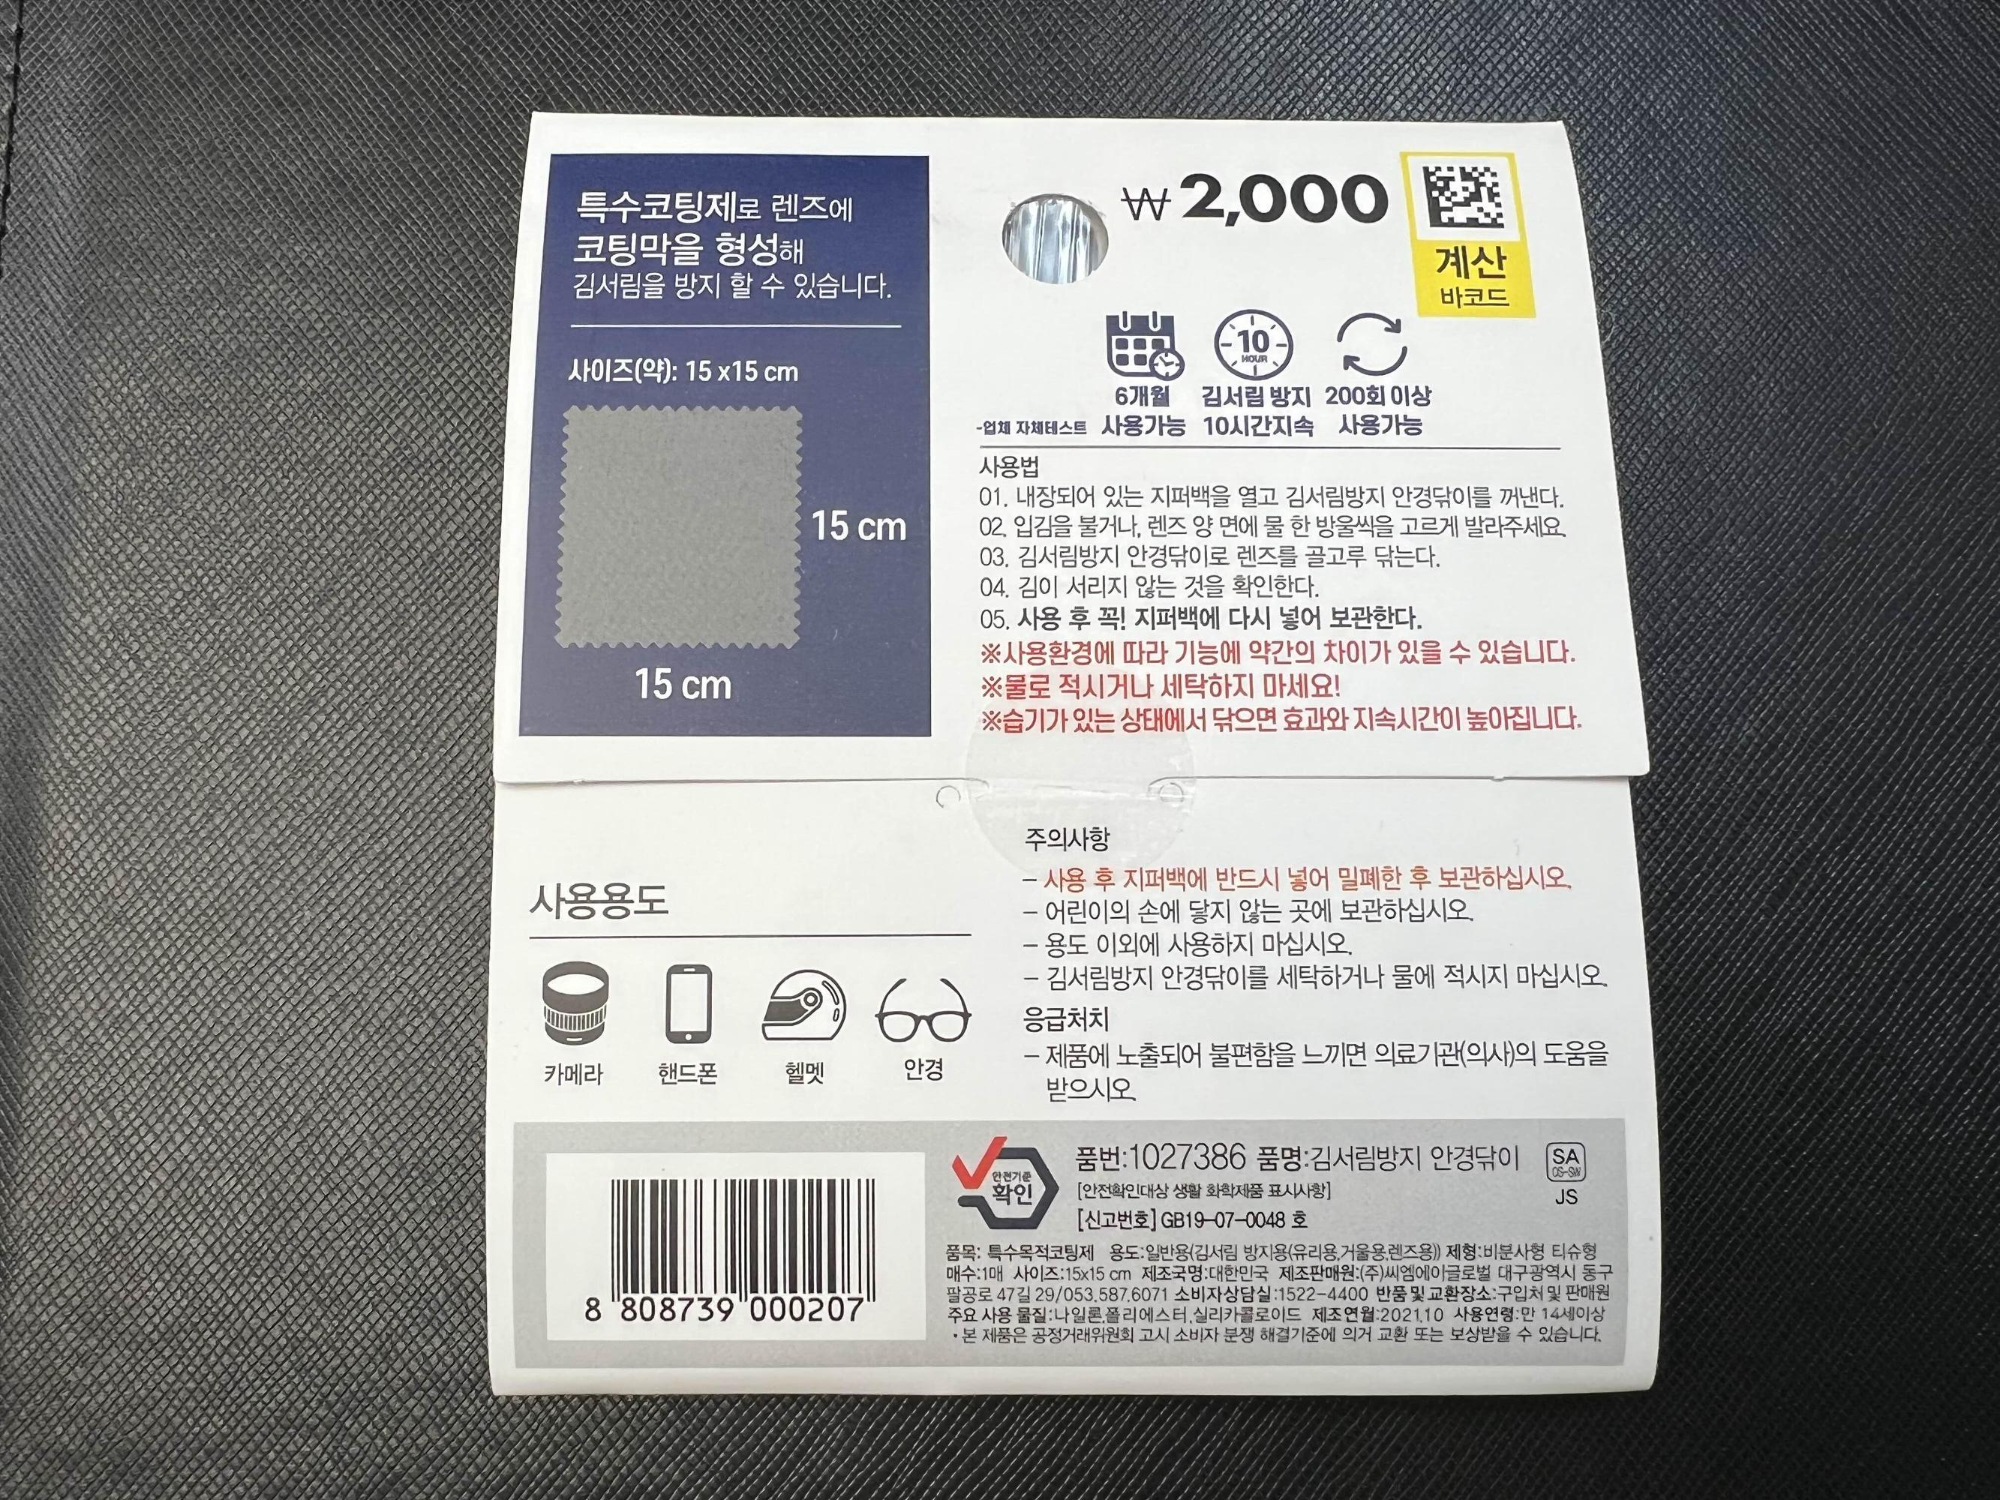 특수코팅제로 렌즈에
코팅막을 형성해
김서림을 방지 할 수 있습니다.
사이즈(약): 15 x15 cm
15 cm
15 cm
₩2,000
계산
바코드
10
HOUR
6개월 김서림 방지 200회 이상
-업체 자체테스트 사용가능 10시간지속 사용가능
사용법
01. 내장되어 있는 지퍼백을 열고 김서림방지 안경닦이를 꺼낸다.
02. 입김을 불거나, 렌즈 양 면에 물 한 방울씩을 고르게 발라주세요.
03. 김서림방지 안경닦이로 렌즈를 골고루 닦는다.
04. 김이 서리지 않는 것을 확인한다.
05. 사용 후 꼭! 지퍼백에 다시 넣어 보관한다.
※사용환경에 따라 기능에 약간의 차이가 있을 수 있습니다.
※물로 적시거나 세탁하지 마세요!
※습기가 있는 상태에서 닦으면 효과와 지속시간이 높아집니다.
사용용도
카메라
핸드폰
헬멧
안경
주의사항
– 사용 후 지퍼백에 반드시 넣어 밀폐한 후 보관하십시오.
– 어린이의 손에 닿지 않는 곳에 보관하십시오.
– 용도 이외에 사용하지 마십시오.
– 김서림방지 안경닦이를 세탁하거나 물에 적시지 마십시오.
응급처치
– 제품에 노출되어 불편함을 느끼면 의료기관(의사)의 도움을
받으시오.
8 808739 000207
안전기준
확인
품번:1027386 품명:김서림방지 안경닦이
[안전확인대상 생활 화학제품 표시사항]
[신고번호] GB19–07–0048 호
SA
OS-SW
JS
품목: 특수목적코팅제 용도:일반용(김서림 방지용(유리용,거울용,렌즈용)) 제형:비분사형 티슈형
매수:1매 사이즈:15x15 cm 제조국명:대한민국 제조판매원:(주)씨엠에이글로벌 대구광역시 동구
팔공로 47길 29/053.587.6071 소비자상담실:1522–4400 반품 및 교환장소:구입처 및 판매원
주요 사용 물질:나일론,폴리에스터,실리카콜로이드 제조연월:2021.10 사용연령:만 14세이상
• 본 제품은 공정거래위원회 고시 소비자 분쟁 해결기준에 의거 교환 또는 보상받을 수 있습니다.